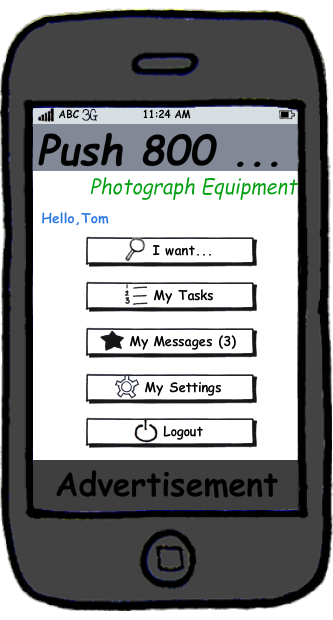 ABC 3G 11:24 AM
Push 800 ...
Photograph Equipment
Hello,Tom
I want...
1 2 3 My Tasks
My Messages (3)
My Settings
Logout
Advertisement